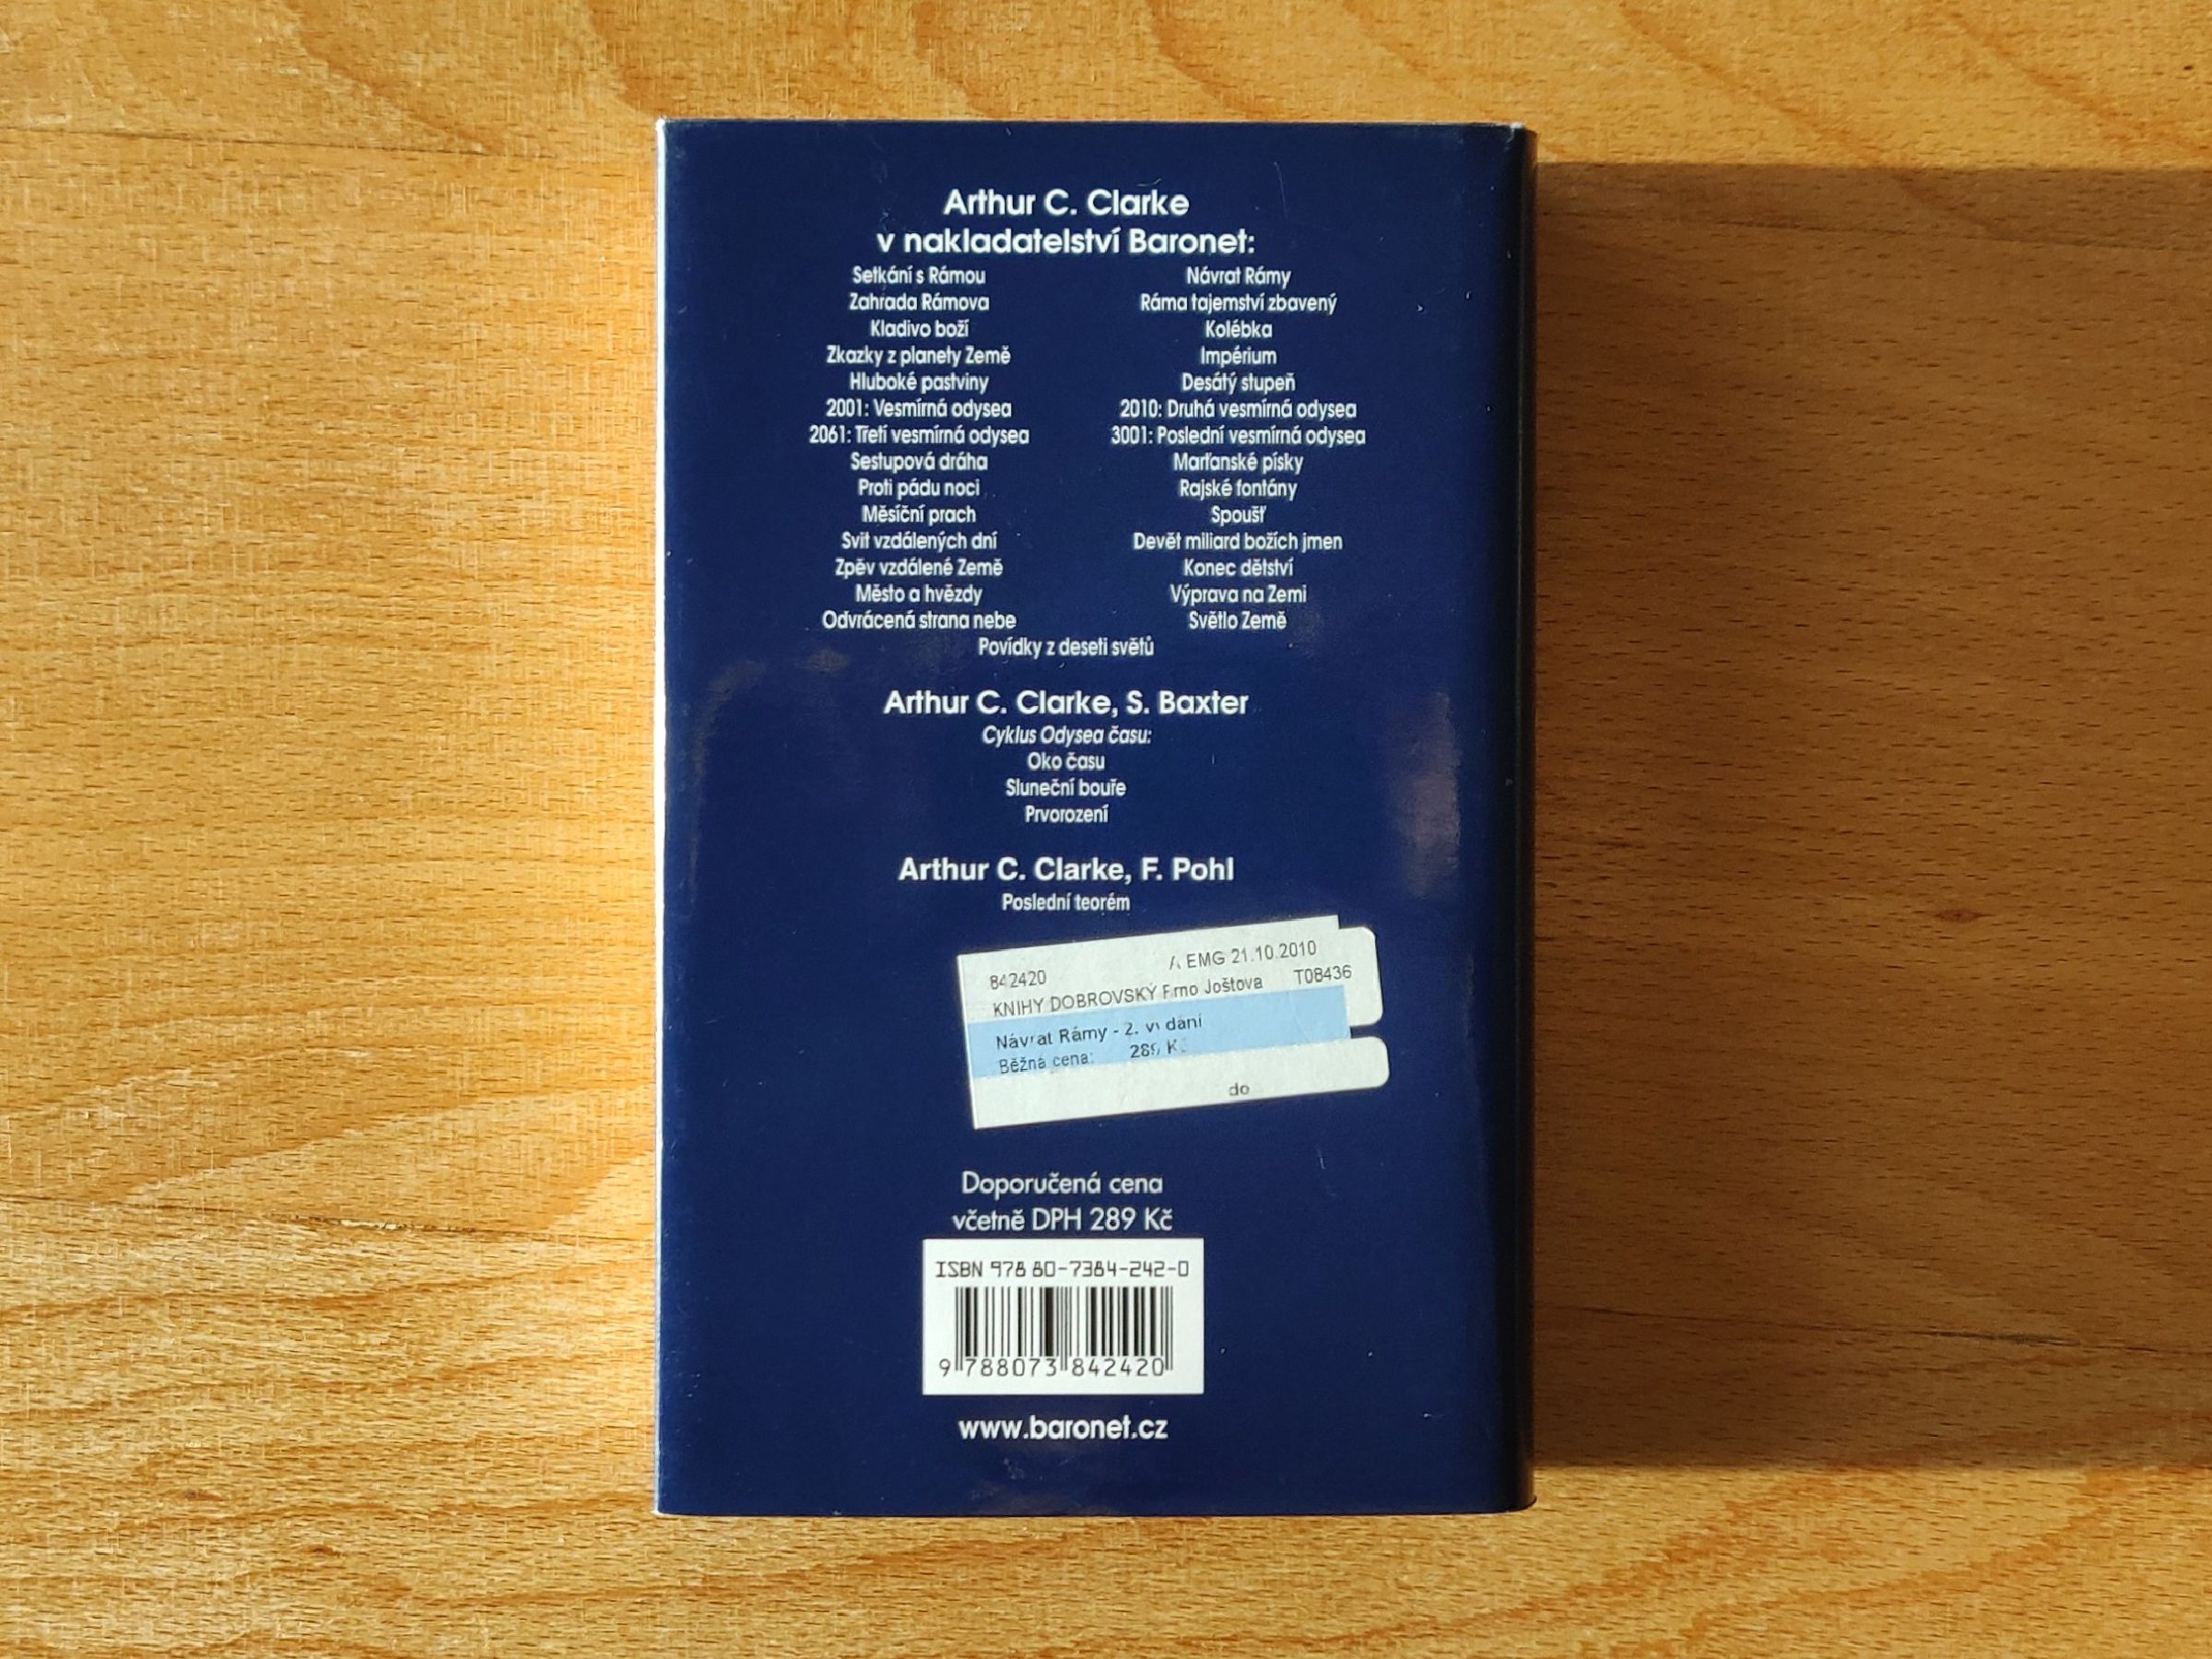 Arthur C. Clarke
v nakladatelství Baronet:
Setkání s Rámou Návrat Rámy
Zahrada Rámova Ráma tajemství zbavený
Kladivo boží Kolébka
Zkazky z planety Země Impérium
Hluboké pastviny Desátý stupeň
2001: Vesmírná odysea 2010: Druhá vesmírná odysea
2061: Třetí vesmírná odysea 3001: Poslední vesmírná odysea
Sestupová dráha Marťanské písky
Proti pádu noci Rajské fontány
Měsíční prach Spoušť
Svit vzdálených dní Devět miliard božích jmen
Zpěv vzdálené Země Konec dětství
Město a hvězdy Výprava na Zemi
Odvrácená strana nebe Světlo Země
Povídky z deseti světů
Arthur C. Clarke, S. Baxter
Cyklus Odysea času:
Oko času
Sluneční bouře
Prvorození
Arthur C. Clarke, F. Pohl
Poslední teorém
842420 A EMG 21.10.2010
KNIHY DOBROVSKÝ Joštova T08436
Návrat Rámy - 2. vydání
Běžná cena: 289 Kč
do
Doporučená cena
včetně DPH 289 Kč
ISBN 978 80-7384-242-0
9 788073 842420
www.baronet.cz